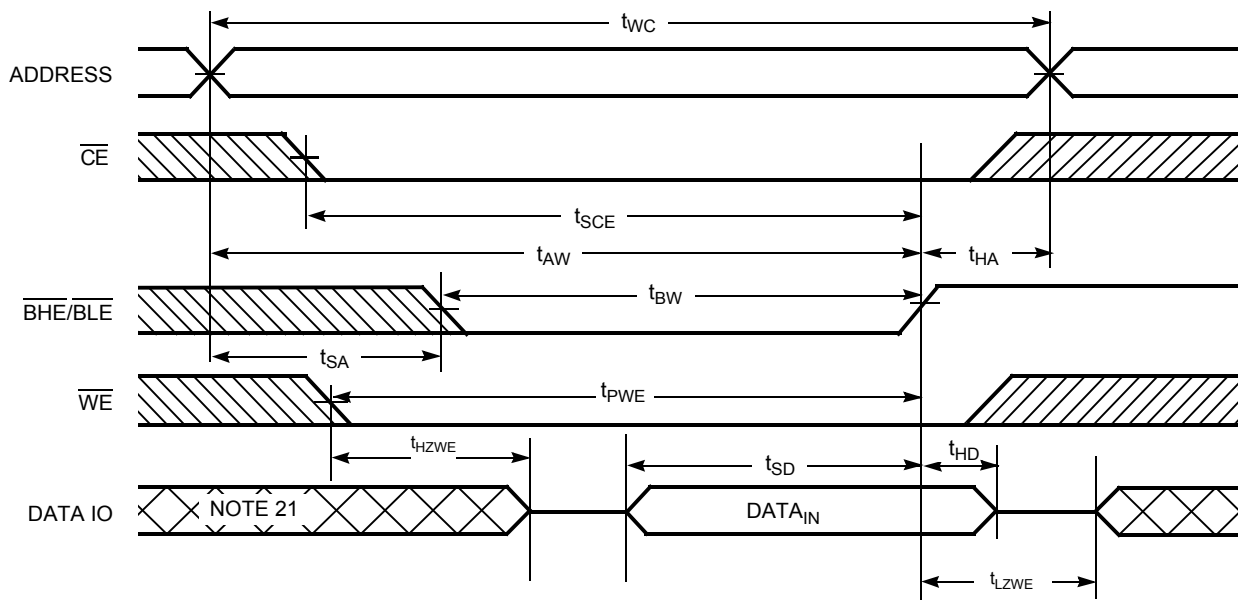 tWC
ADDRESS
CE
tSCE
tAW
tHA
BHE/BLE
tBW
tSA
WE
tPWE
tHZWE
tSD
tHD
DATA IO
NOTE 21
DATAIN
tLZWE